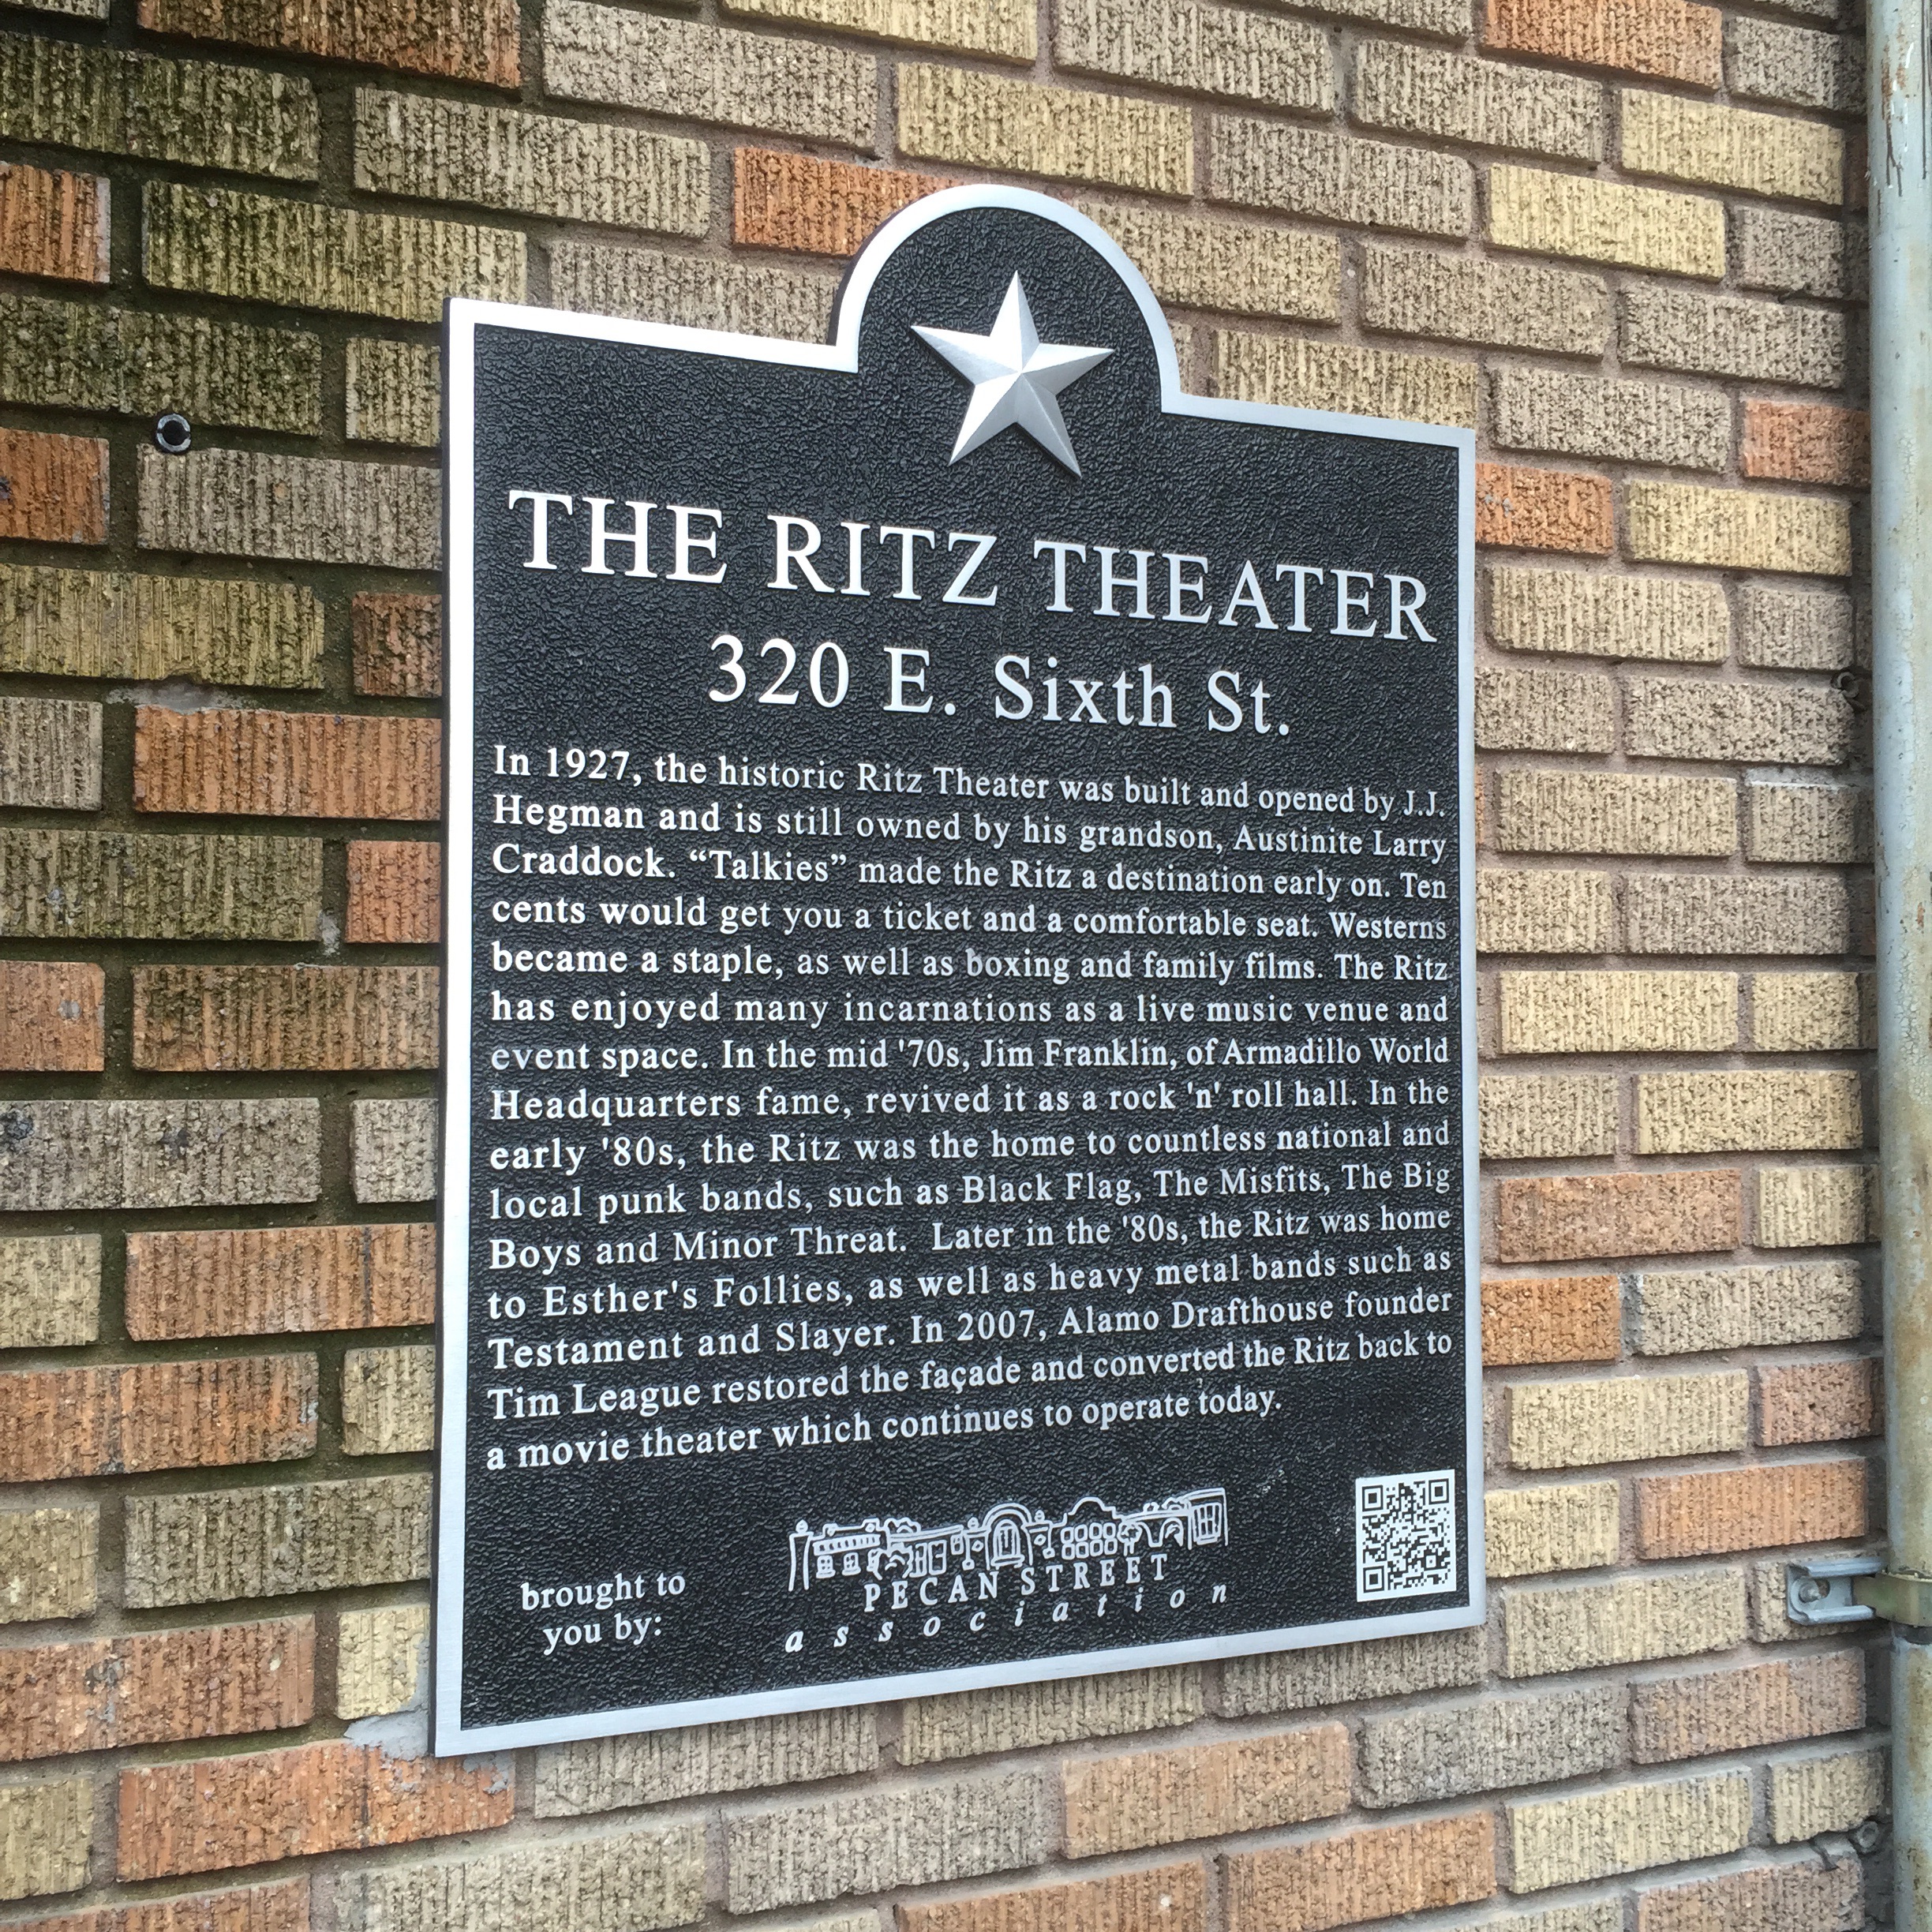 THE RITZ THEATER
320 E. Sixth St.
In 1927, the historic Ritz Theater was built and opened by J.J.
Hegman and is still owned by his grandson, Austinite Larry
Craddock. “Talkies” made the Ritz a destination early on. Ten
cents would get you a ticket and a comfortable seat. Westerns
became a staple, as well as boxing and family films. The Ritz
has enjoyed many incarnations as a live music venue and
event space. In the mid '70s, Jim Franklin, of Armadillo World
Headquarters fame, revived it as a rock 'n' roll hall. In the
early '80s, the Ritz was the home to countless national and
local punk bands, such as Black Flag, The Misfits, The Big
Boys and Minor Threat.  Later in the '80s, the Ritz was home
to Esther's Follies, as well as heavy metal bands such as
Testament and Slayer. In 2007, Alamo Drafthouse founder
Tim League restored the façade and converted the Ritz back to
a movie theater which continues to operate today.
brought to
you by:
PECAN STREET
association